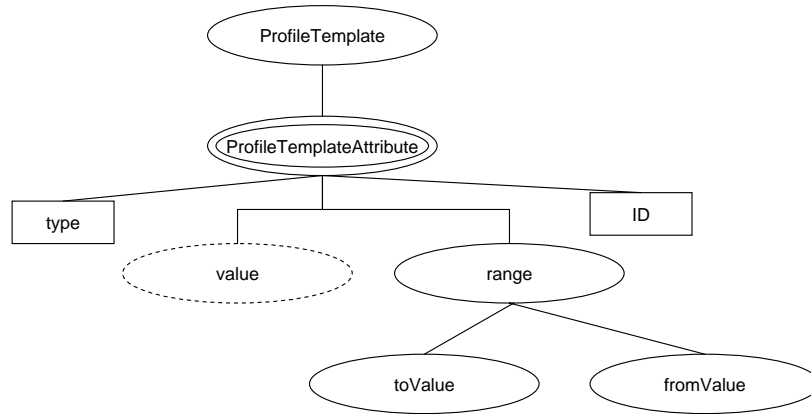 ProfileTemplate
ProfileTemplateAttribute
type
ID
value
range
toValue
fromValue